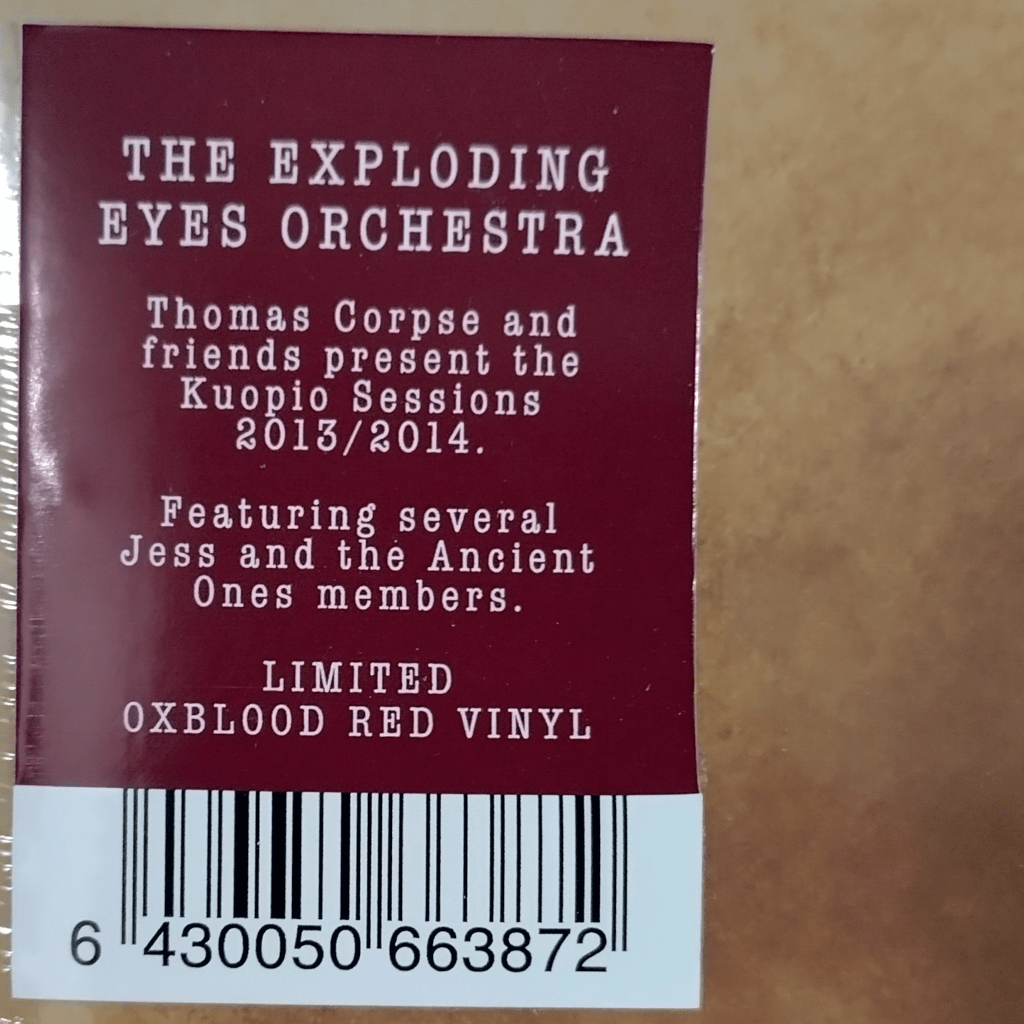 THE EXPLODING
EYES ORCHESTRA
Thomas Corpse and
friends present the
Kuopio Sessions
2013/2014.
Featuring several
Jess and the Ancient
Ones members.
LIMITED
OXBLOOD RED VINYL
6 430050 663872